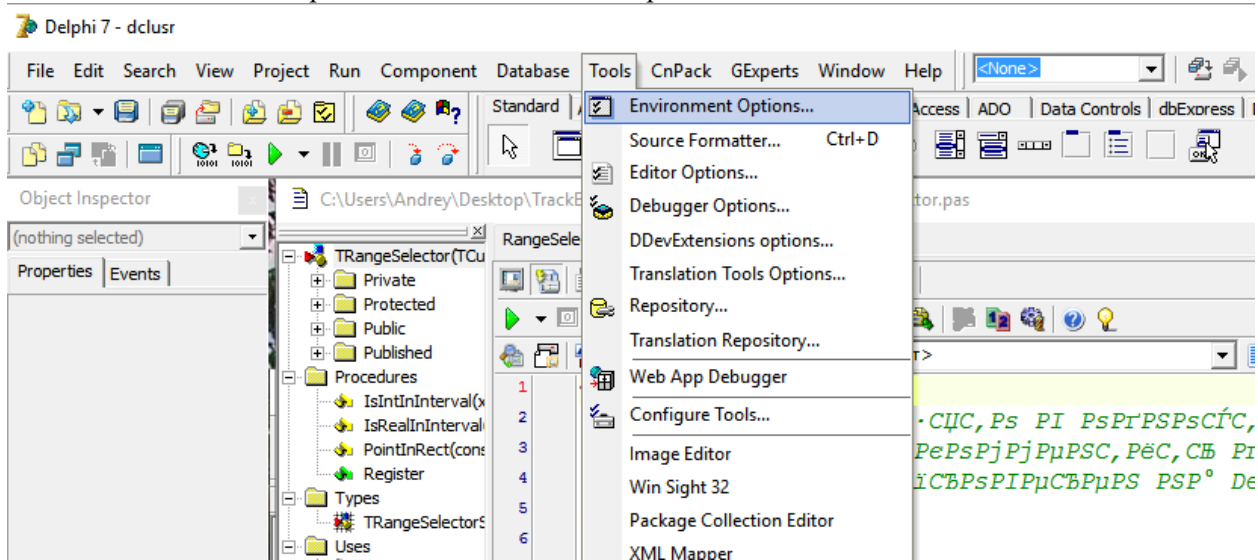 Delphi 7 - dclusr
File Edit Search View Project Run Component Database Tools CnPack GExperts Window Help <None>
Standard Access ADO Data Controls dbExpress
Environment Options...
Source Formatter... Ctrl+D
Editor Options...
Debugger Options...
DDevExtensions options...
Translation Tools Options...
Repository...
Translation Repository...
Web App Debugger
Configure Tools...
Image Editor
Win Sight 32
Package Collection Editor
XML Mapper
Object Inspector
(nothing selected)
Properties Events
C:\Users\Andrey\Desktop\TrackE tor.pas
TRangeSelector(TCu
Private
Protected
Public
Published
Procedures
IsIntInInterval(x
IsRealInInterval
PointInRect(cons
Register
Types
TRangeSelectorS
Uses
RangeSele
1
2
3
4
5
6